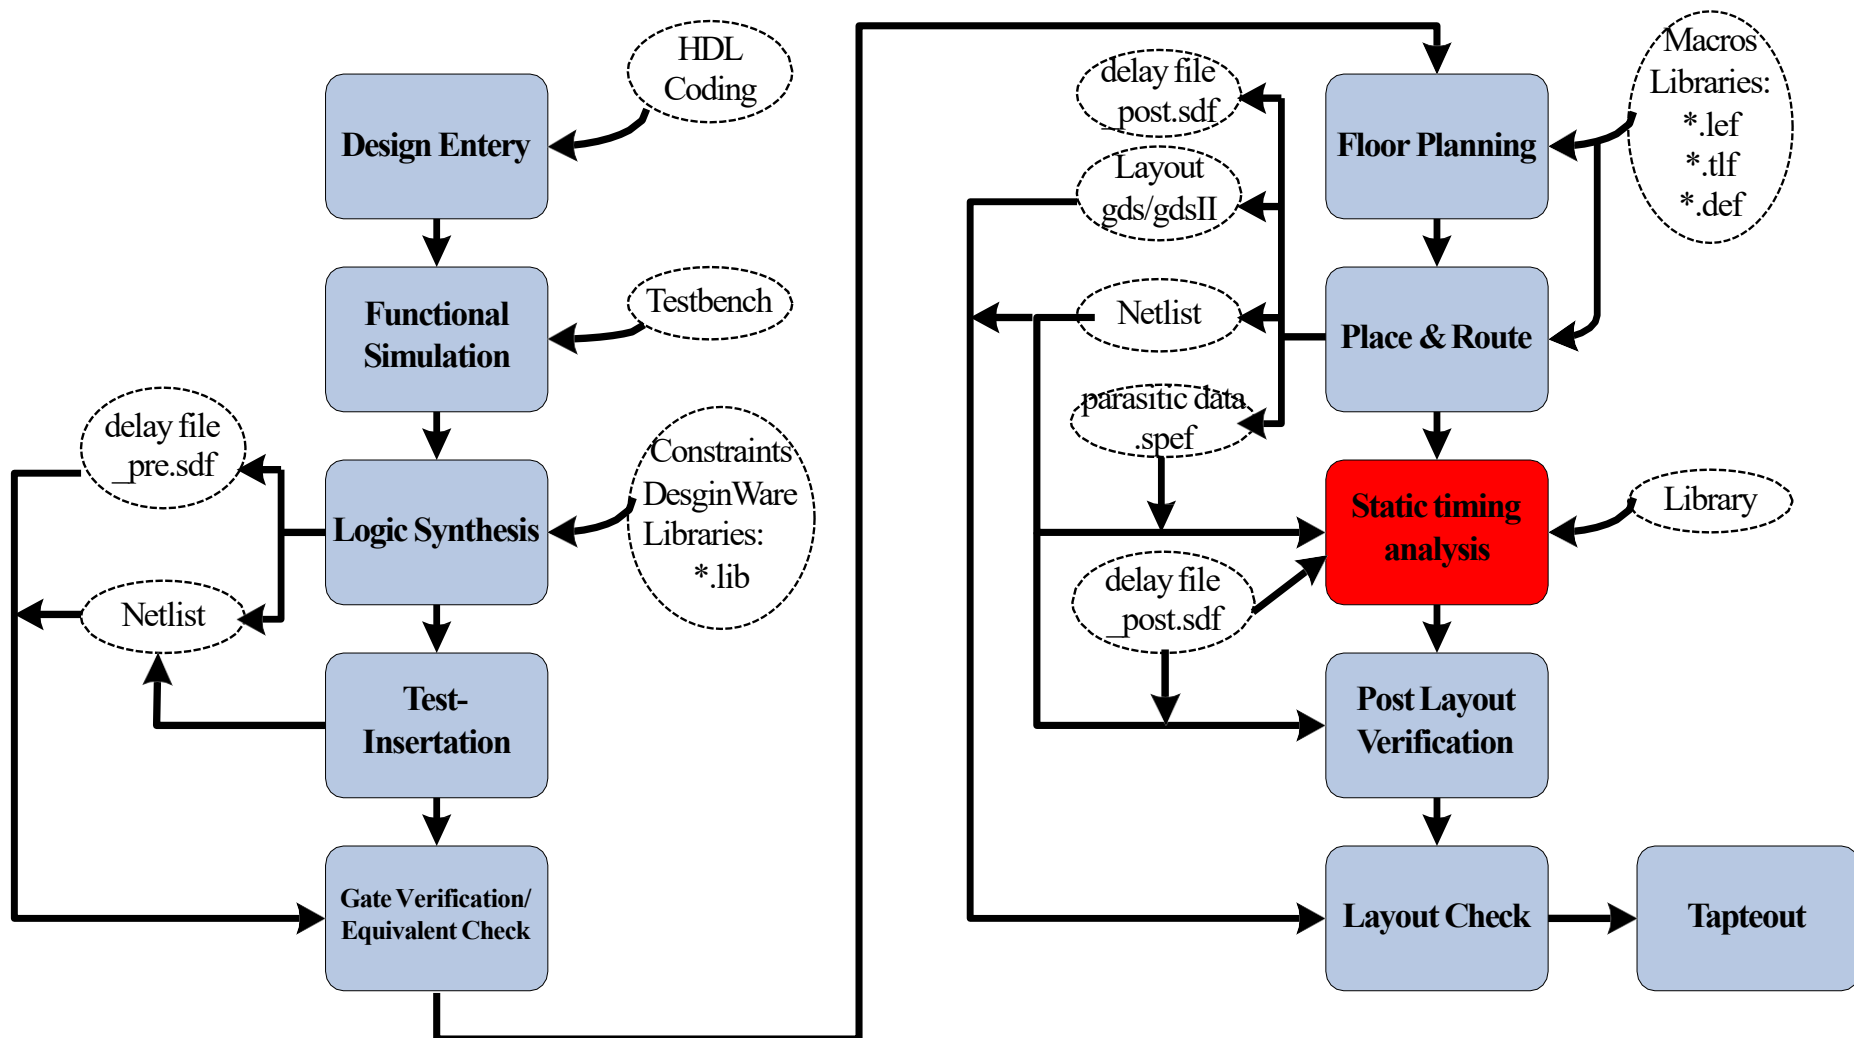 HDL
Coding
Design Entery
Functional
Simulation
Testbench
delay file
_pre.sdf
Constraints
DesginWare
Libraries:
*.lib
Logic Synthesis
Netlist
Test-
Insertation
Gate Verification/
Equivalent Check
Macros
Libraries:
*.lef
*.tlf
*.def
delay file
_post.sdf
Floor Planning
Layout
gds/gdsII
Netlist
Place & Route
parasitic data
.spef
Static timing
analysis
Library
delay file
_post.sdf
Post Layout
Verification
Layout Check
Tapteout